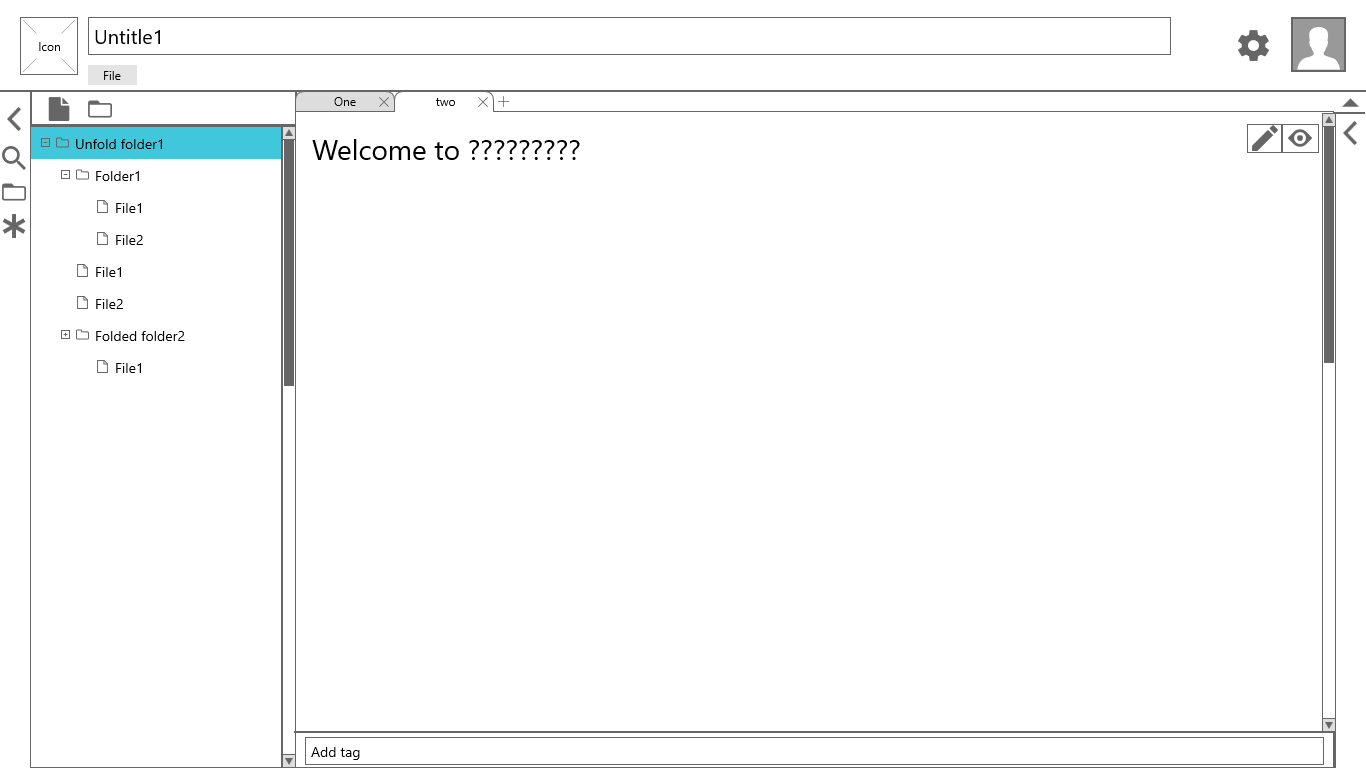 Icon
Untitle1
File
One
two
Unfold folder1
Folder1
File1
File2
File1
File2
Folded folder2
File1
Welcome to ?????????
Add tag